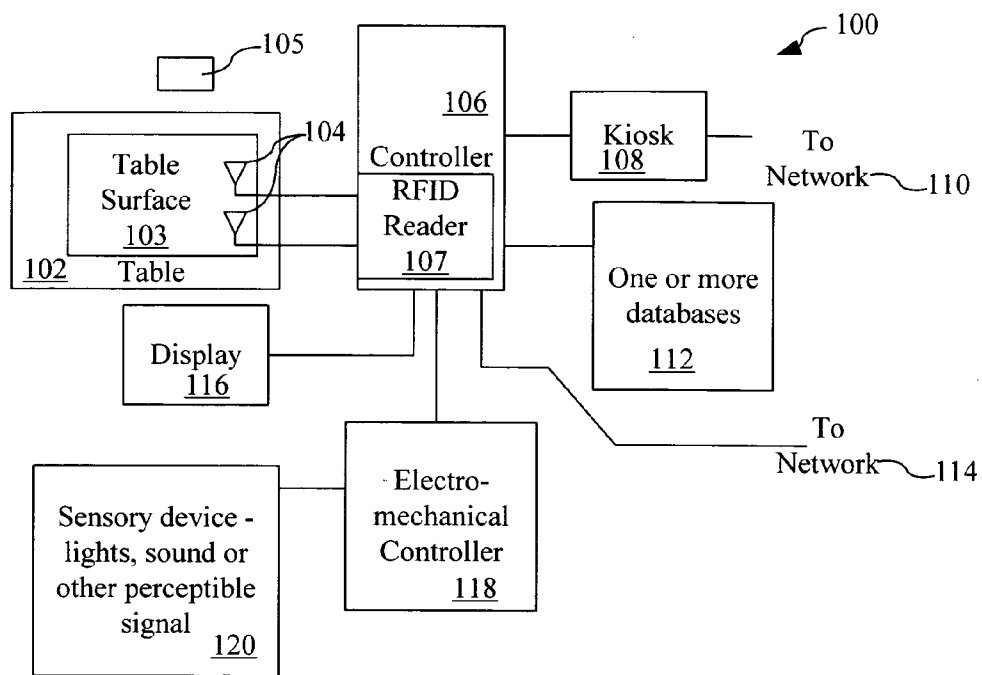 100
105
104
Table
Surface
103
102
Table
106
Controller
RFID
Reader
107
Kiosk
108
To
Network
110
One or more
databases
112
Display
116
To
Network
114
Electro-
mechanical
Controller
118
Sensory device -
lights, sound or
other perceptible
signal
120